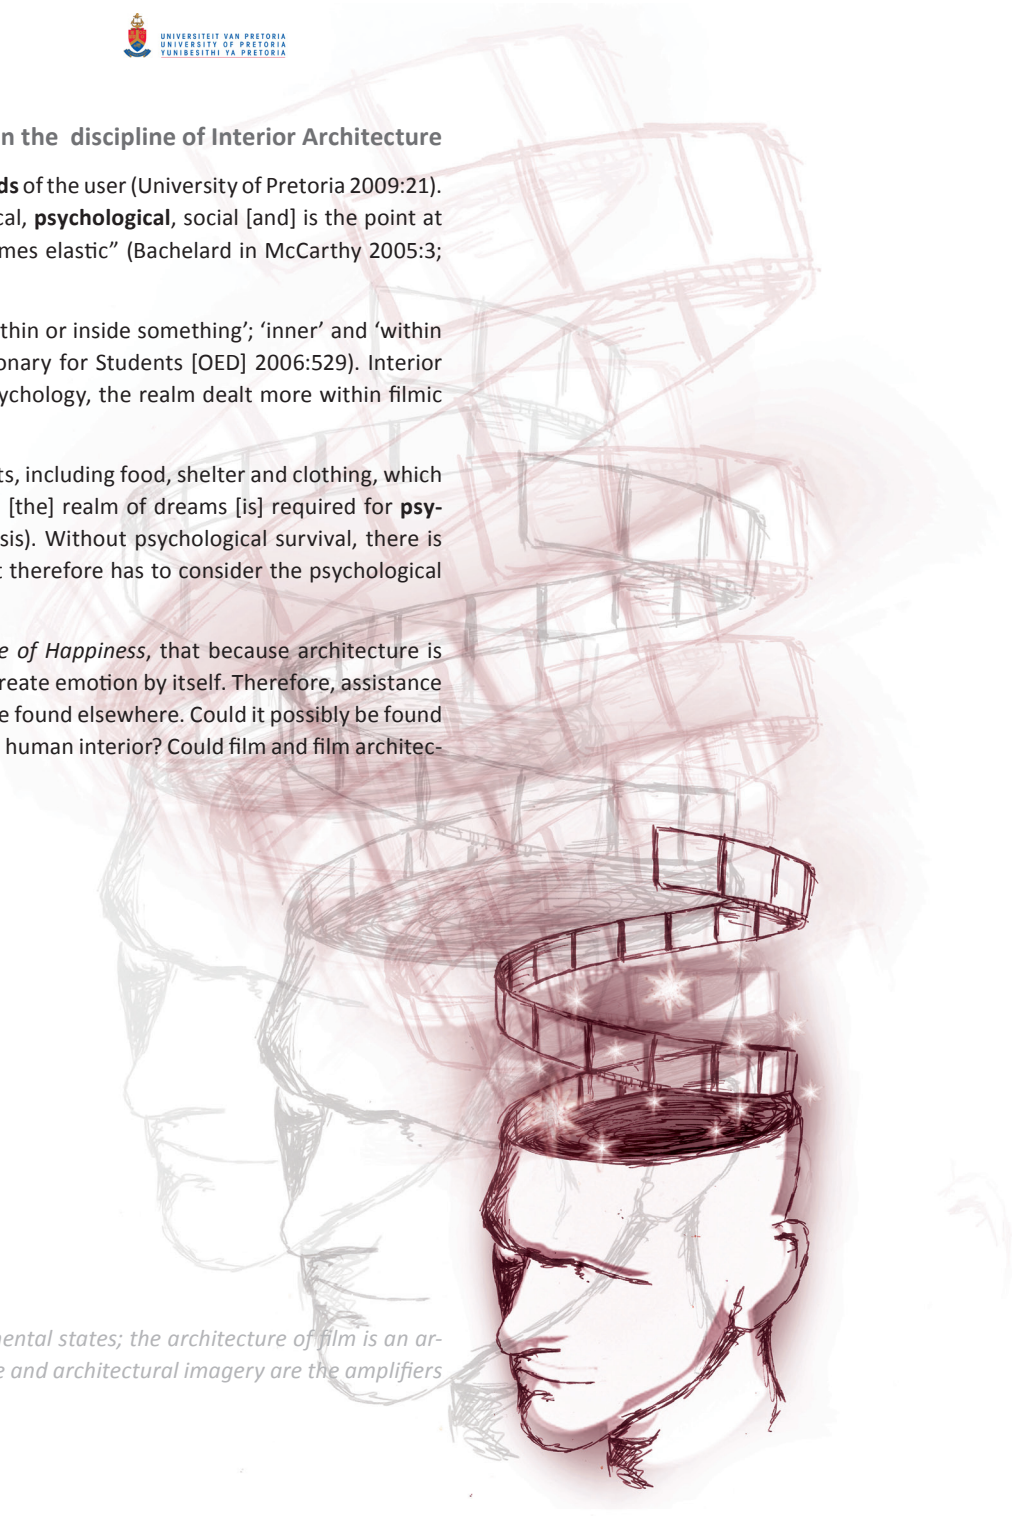 UNIVERSITEIT VAN PRETORIA
UNIVERSITY OF PRETORIA
YUNIBESITHI YA PRETORIA
n the discipline of Interior Architecture
ds of the user (University of Pretoria 2009:21).
cal, psychological, social [and] is the point at
mes elastic” (Bachelard in McCarthy 2005:3;
thin or inside something’; ‘inner’ and ‘within
onary for Students [OED] 2006:529). Interior
ychology, the realm dealt more within filmic
ts, including food, shelter and clothing, which
[the] realm of dreams [is] required for psy-
sis). Without psychological survival, there is
t therefore has to consider the psychological
e of Happiness, that because architecture is
reate emotion by itself. Therefore, assistance
e found elsewhere. Could it possibly be found
human interior? Could film and film architec-
mental states; the architecture of film is an ar-
e and architectural imagery are the amplifiers